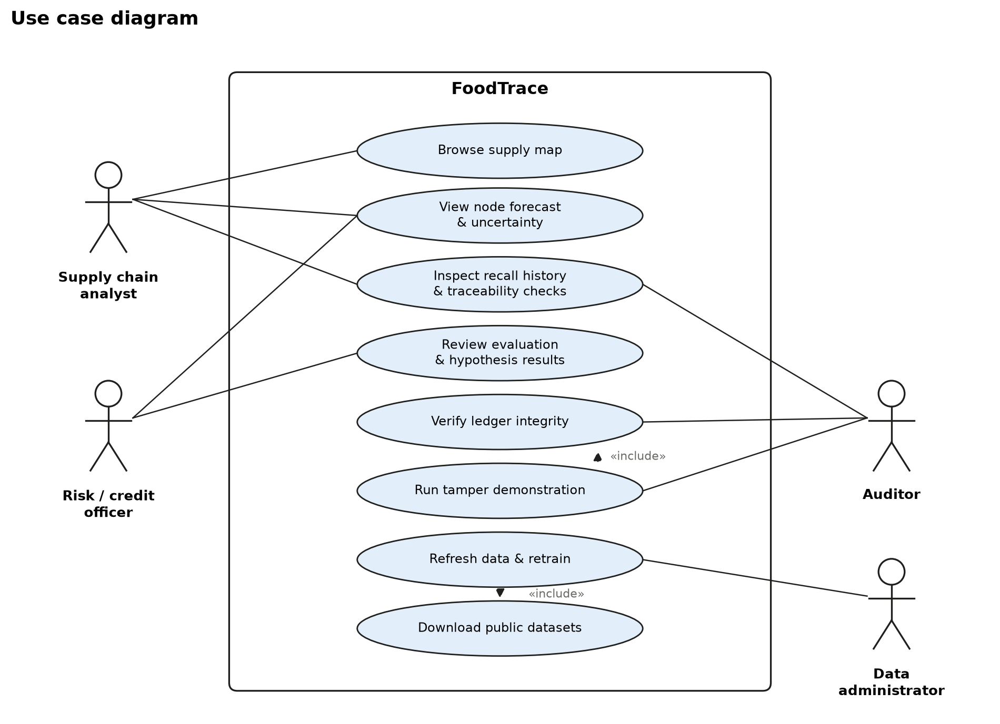 Use case diagram
FoodTrace
Browse supply map
View node forecast
& uncertainty
Supply chain
analyst
Inspect recall history
& traceability checks
Review evaluation
& hypothesis results
Verify ledger integrity
«include»
Run tamper demonstration
Risk / credit
officer
Auditor
Refresh data & retrain
«include»
Download public datasets
Data
administrator